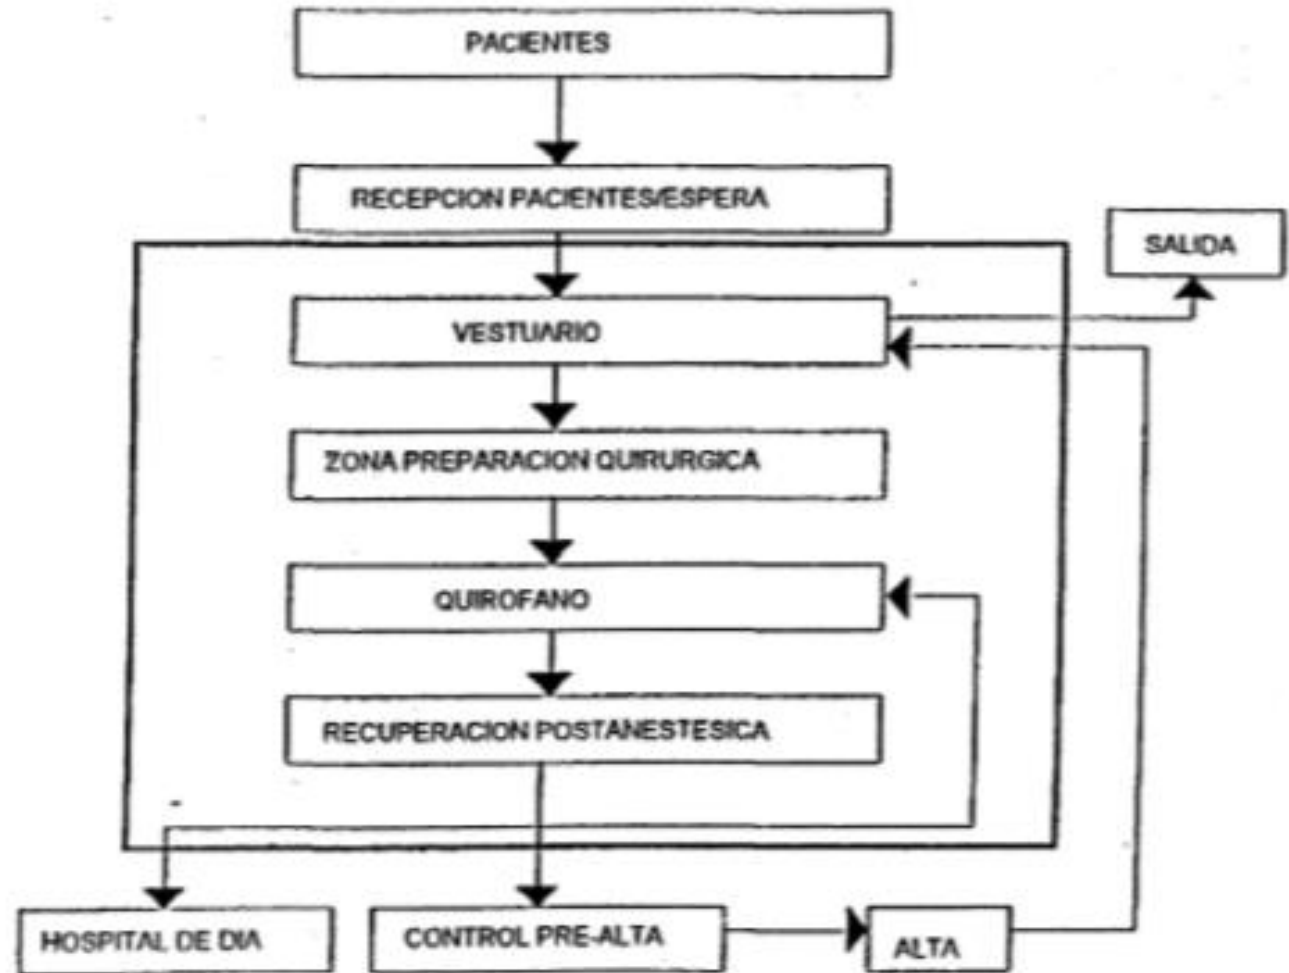 PACIENTES
RECEPCION PACIENTES/ESPERA
SALIDA
VESTUARIO
ZONA PREPARACION QUIRURGICA
QUIROFANO
RECUPERACION POSTANESTESICA
HOSPITAL DE DIA
CONTROL PRE-ALTA
ALTA